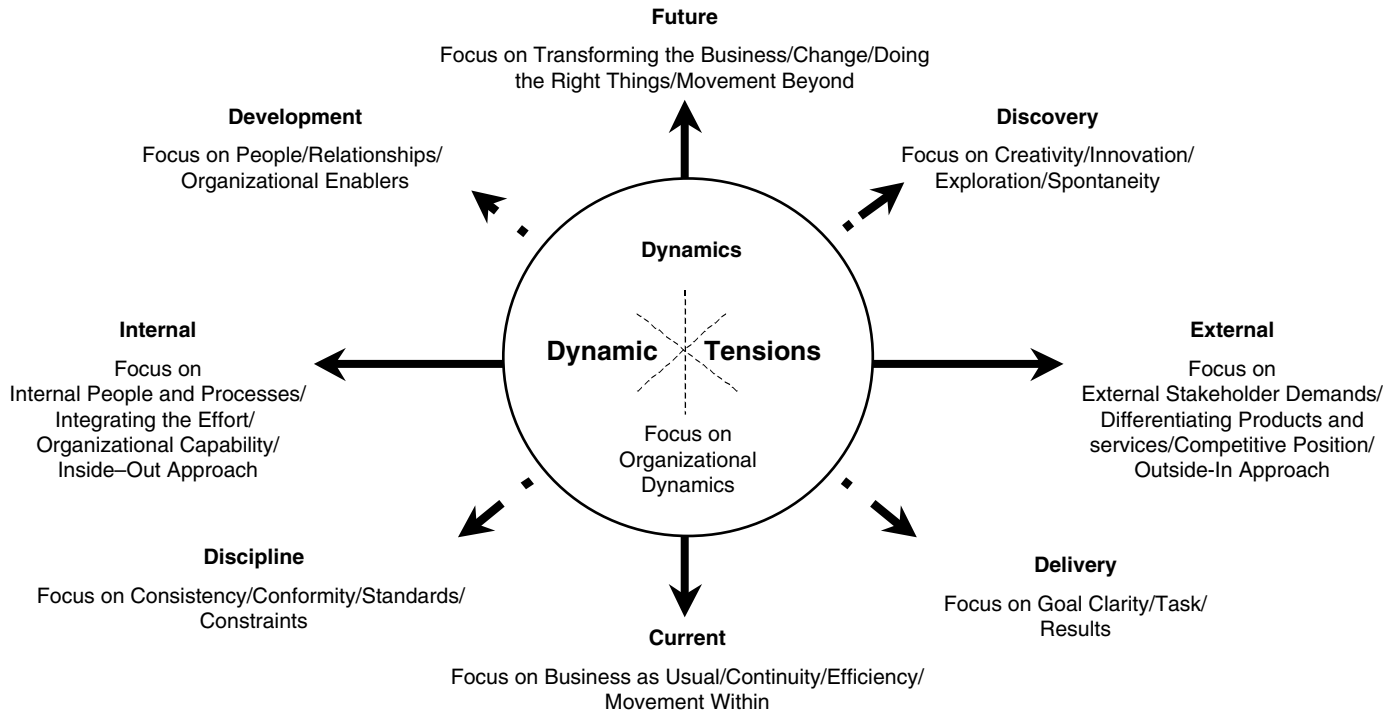 Future
Focus on Transforming the Business/Change/Doing
the Right Things/Movement Beyond
Development
Focus on People/Relationships/
Organizational Enablers
Discovery
Focus on Creativity/Innovation/
Exploration/Spontaneity
Dynamics
Dynamic Tensions
Focus on
Organizational
Dynamics
Internal
Focus on
Internal People and Processes/
Integrating the Effort/
Organizational Capability/
Inside–Out Approach
External
Focus on
External Stakeholder Demands/
Differentiating Products and
services/Competitive Position/
Outside-In Approach
Discipline
Focus on Consistency/Conformity/Standards/
Constraints
Delivery
Focus on Goal Clarity/Task/
Results
Current
Focus on Business as Usual/Continuity/Efficiency/
Movement Within